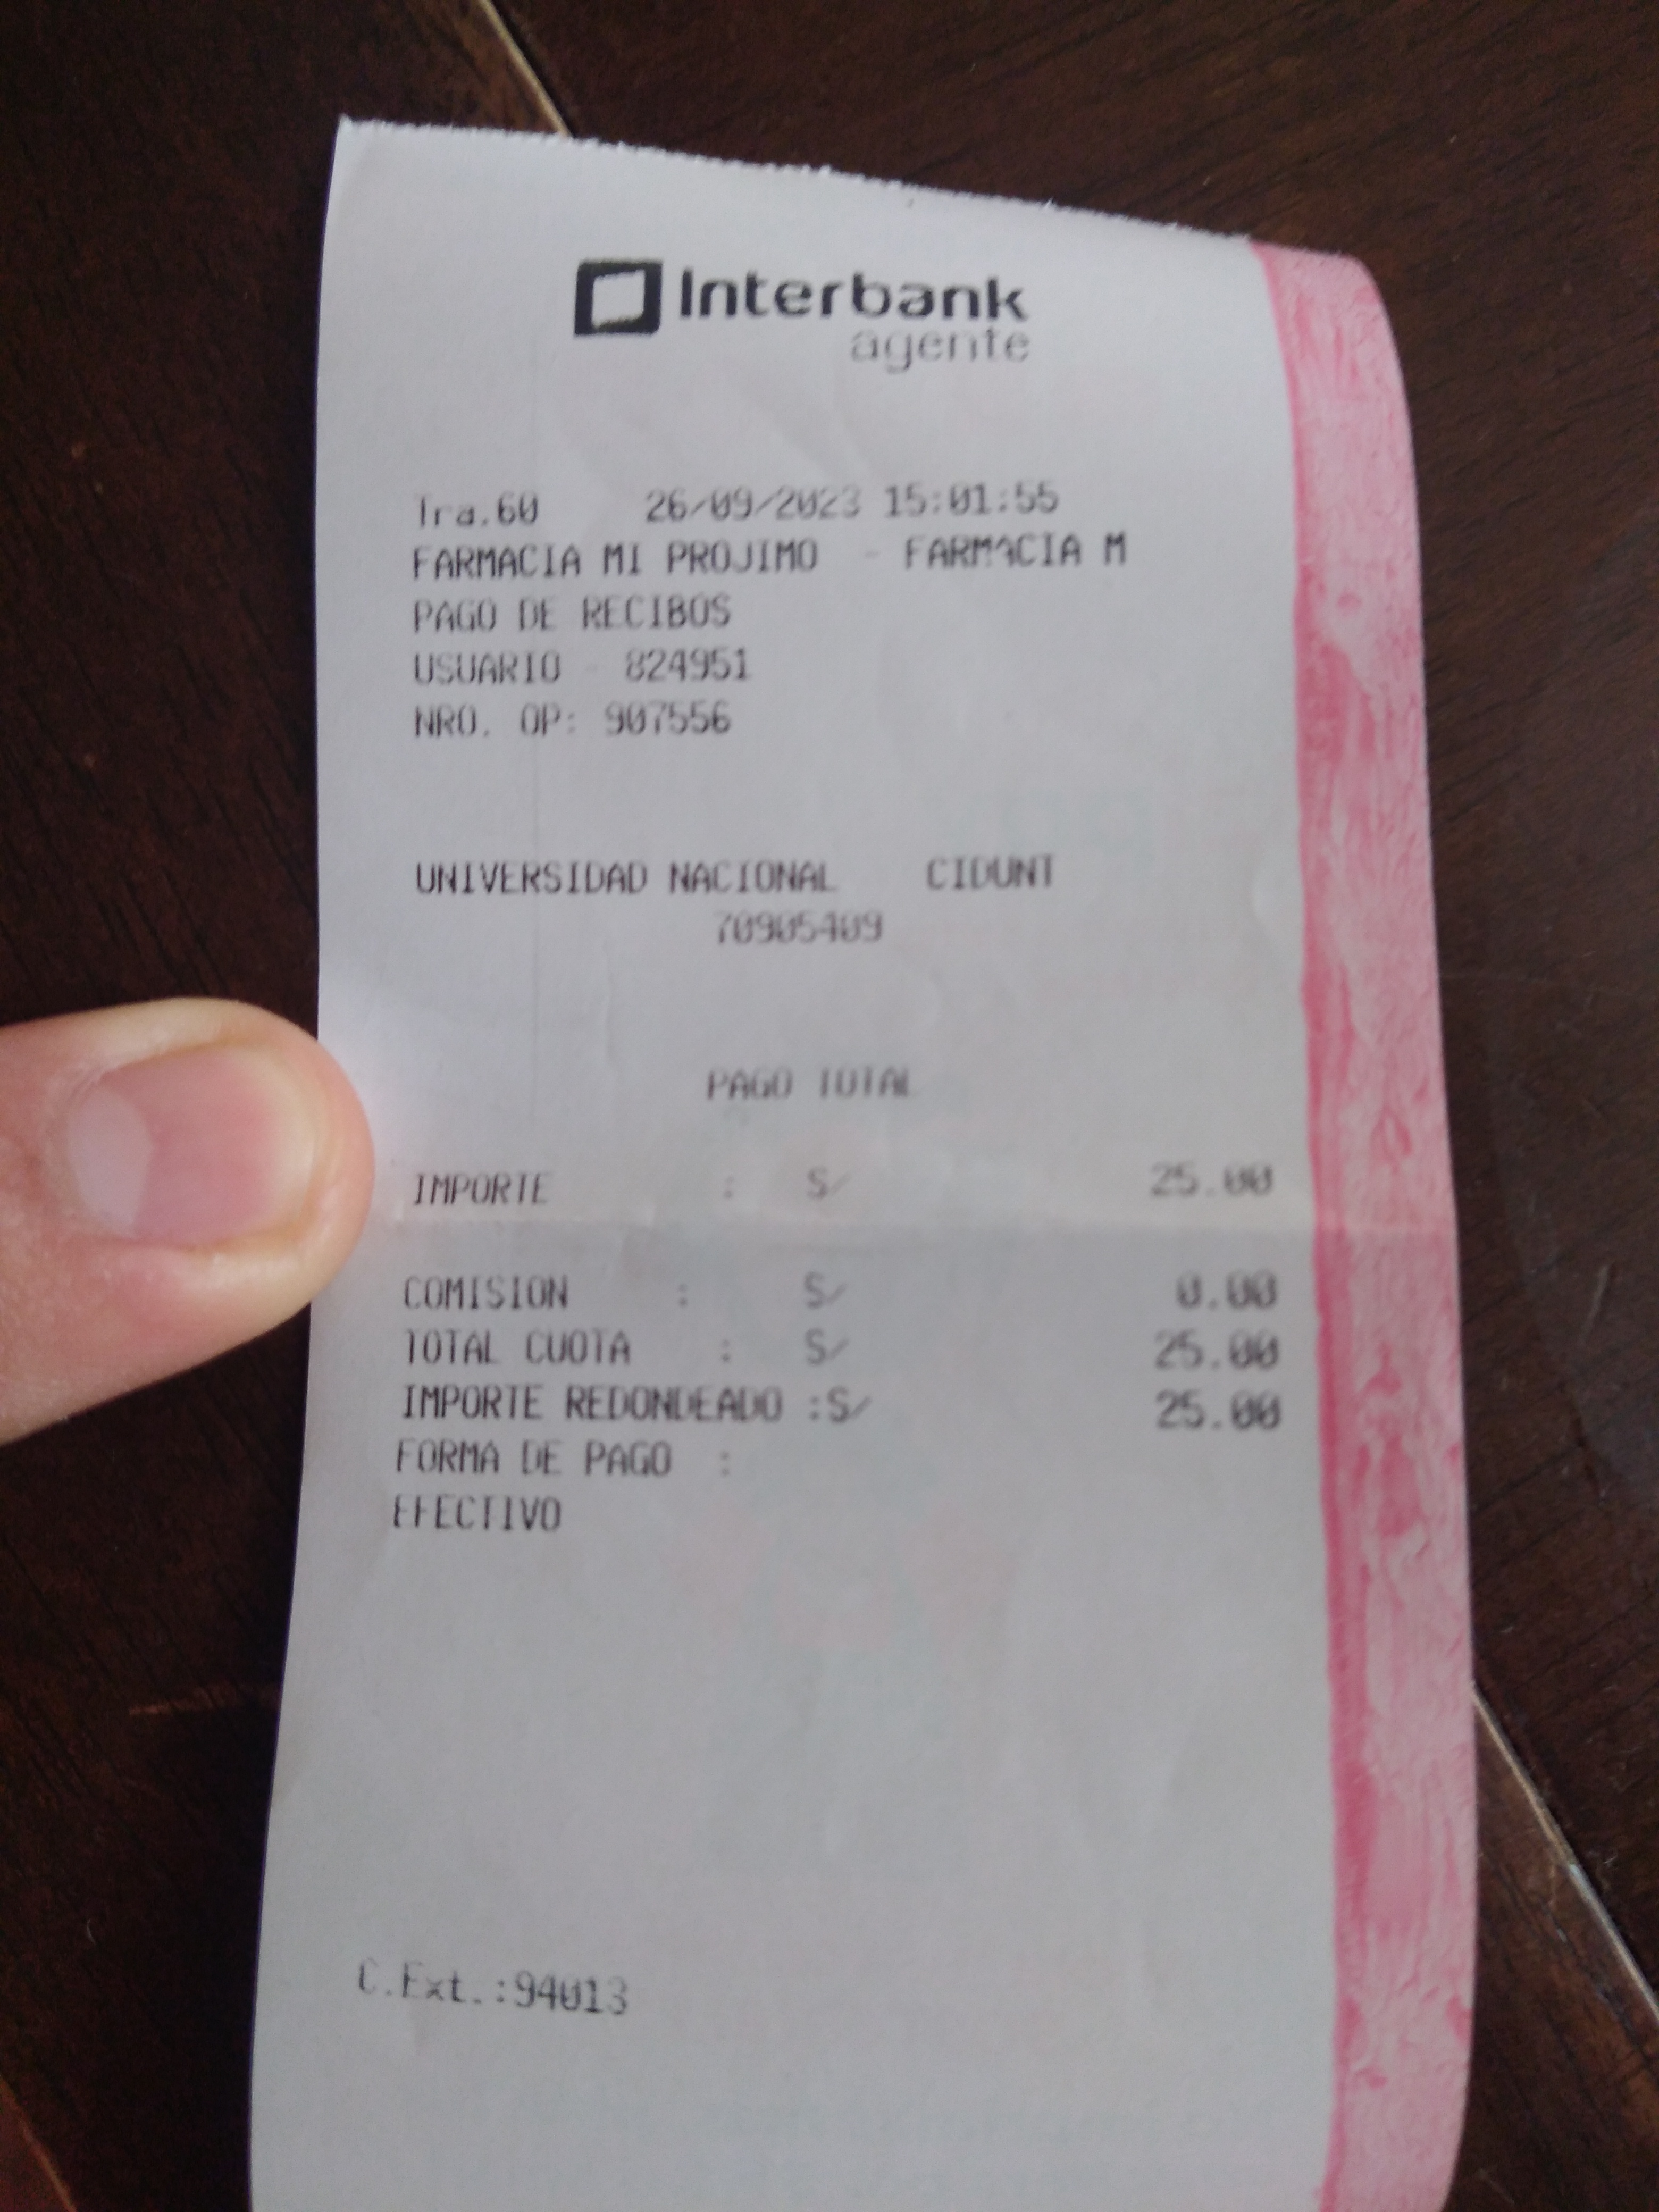 Interbank
agente
Tra.60 26/09/2023 15:01:55
FARMACIA MI PROJIMO - FARMACIA M
PAGO DE RECIBOS
USUARIO - 824951
NRO. OP: 907556
UNIVERSIDAD NACIONAL CIDUNT
70905409
PAGO TOTAL
IMPORTE : S/ 25.00
COMISION : S/ 0.00
TOTAL CUOTA : S/ 25.00
IMPORTE REDONDEADO :S/ 25.00
FORMA DE PAGO :
EFECTIVO
C.Ext.:94013